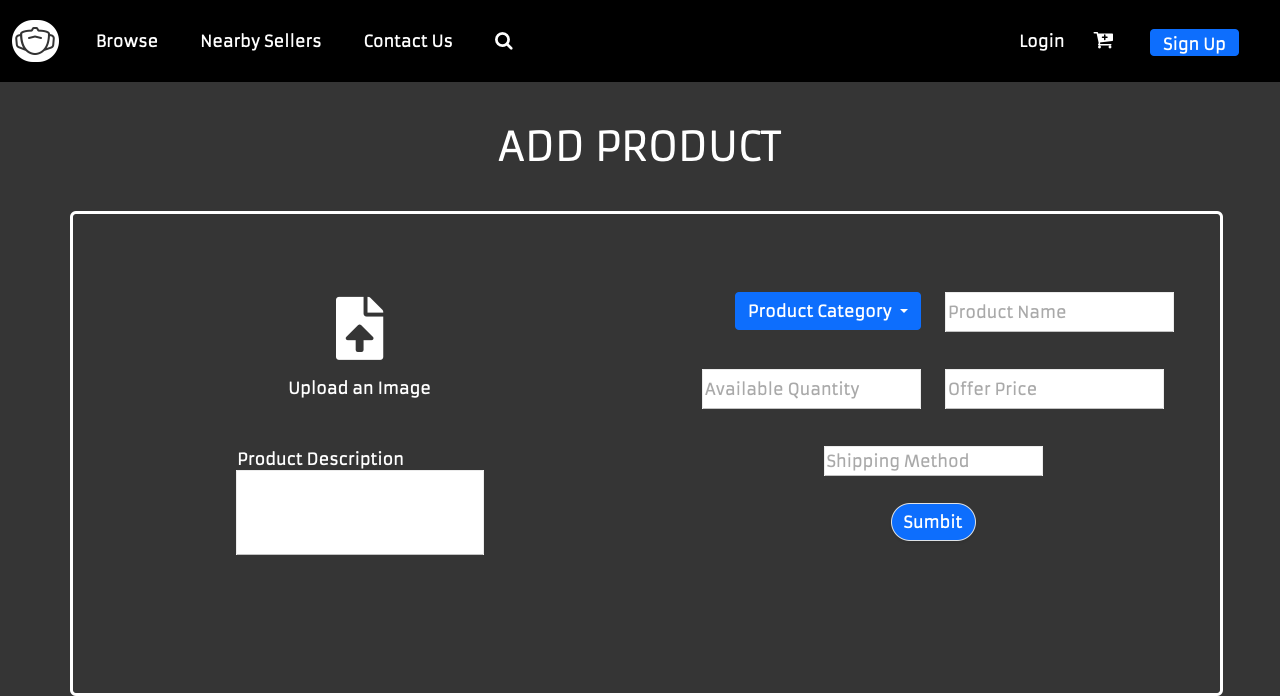 Browse
Nearby Sellers
Contact Us
Login
Sign Up
ADD PRODUCT
Upload an Image
Product Description
Product Category
Product Name
Available Quantity
Offer Price
Shipping Method
Sumbit